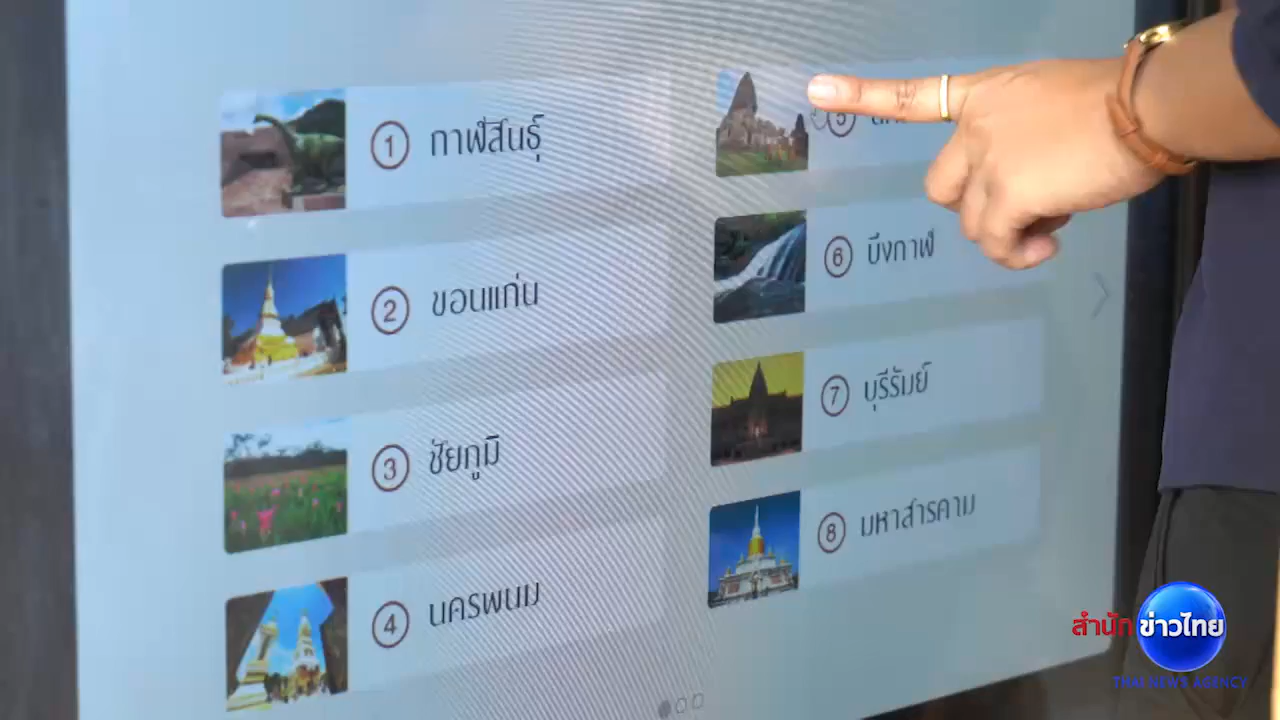 1 กาฬสินธุ์
2 ขอนแก่น
3 ชัยภูมิ
4 นครพนม
5
6 บึงกาฬ
7 บุรีรัมย์
8 มหาสารคาม
สำนักข่าวไทย
THAI NEWS AGENCY